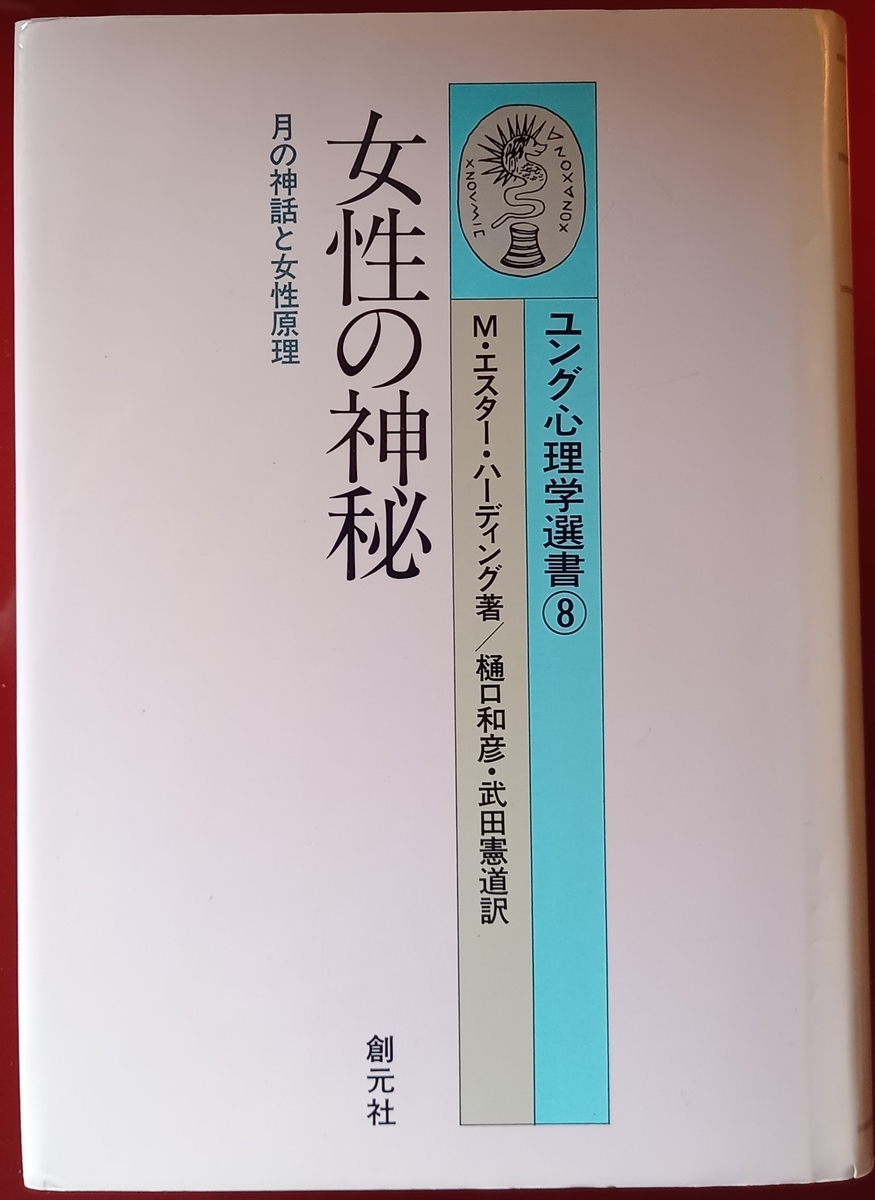 ユング心理学選書⑧
M・エスター・ハーディング著／樋口和彦・武田憲道訳
女性の神秘
月の神話と女性原理
創元社